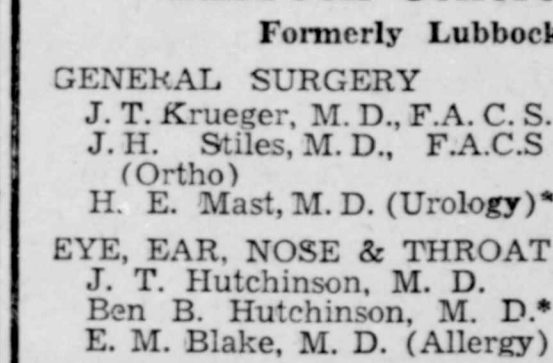 Formerly Lubbock
GENERAL SURGERY
J. T. Krueger, M. D., F.A. C. S.
J. H. Stiles, M. D., F.A.C.S
(Ortho)
H. E. Mast, M. D. (Urology)*
EYE, EAR, NOSE & THROAT
J. T. Hutchinson, M. D.
Ben B. Hutchinson, M. D.*
E. M. Blake, M. D. (Allergy)